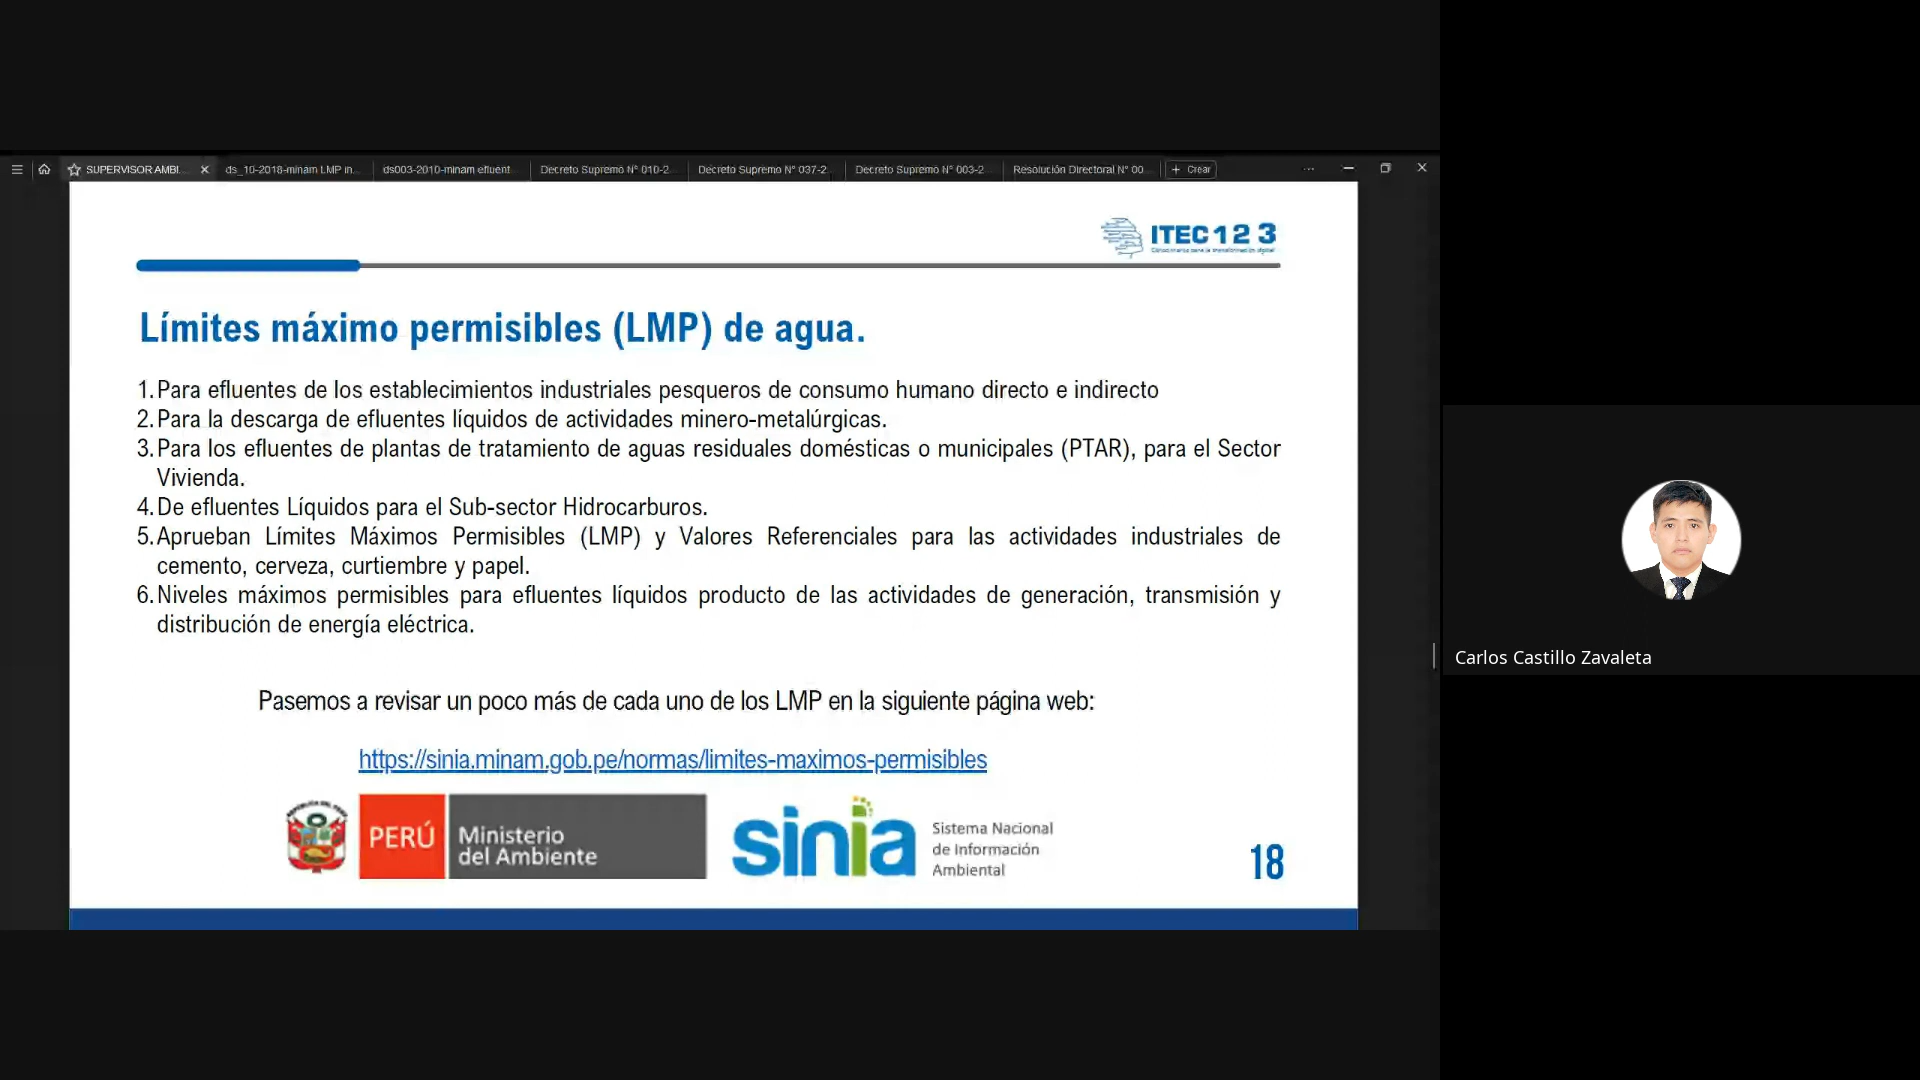 SUPERVISOR AMBI...
ds_10-2018-minam LMP in...
ds003-2010-minam efluent...
Decreto Supremo N° 010-2...
Decreto Supremo N° 037-2...
Decreto Supremo N° 003-2...
Resolución Directoral N° 00...
+ Crear
ITEC 1 2 3
Límites máximo permisibles (LMP) de agua.
1. Para efluentes de los establecimientos industriales pesqueros de consumo humano directo e indirecto
2. Para la descarga de efluentes líquidos de actividades minero-metalúrgicas.
3. Para los efluentes de plantas de tratamiento de aguas residuales domésticas o municipales (PTAR), para el Sector
Vivienda.
4. De efluentes Líquidos para el Sub-sector Hidrocarburos.
5. Aprueban Límites Máximos Permisibles (LMP) y Valores Referenciales para las actividades industriales de
cemento, cerveza, curtiembre y papel.
6. Niveles máximos permisibles para efluentes líquidos producto de las actividades de generación, transmisión y
distribución de energía eléctrica.
Pasemos a revisar un poco más de cada uno de los LMP en la siguiente página web:
https://sinia.minam.gob.pe/normas/limites-maximos-permisibles
PERÚ
Ministerio
del Ambiente
sinia
Sistema Nacional
de Información
Ambiental
18
Carlos Castillo Zavaleta